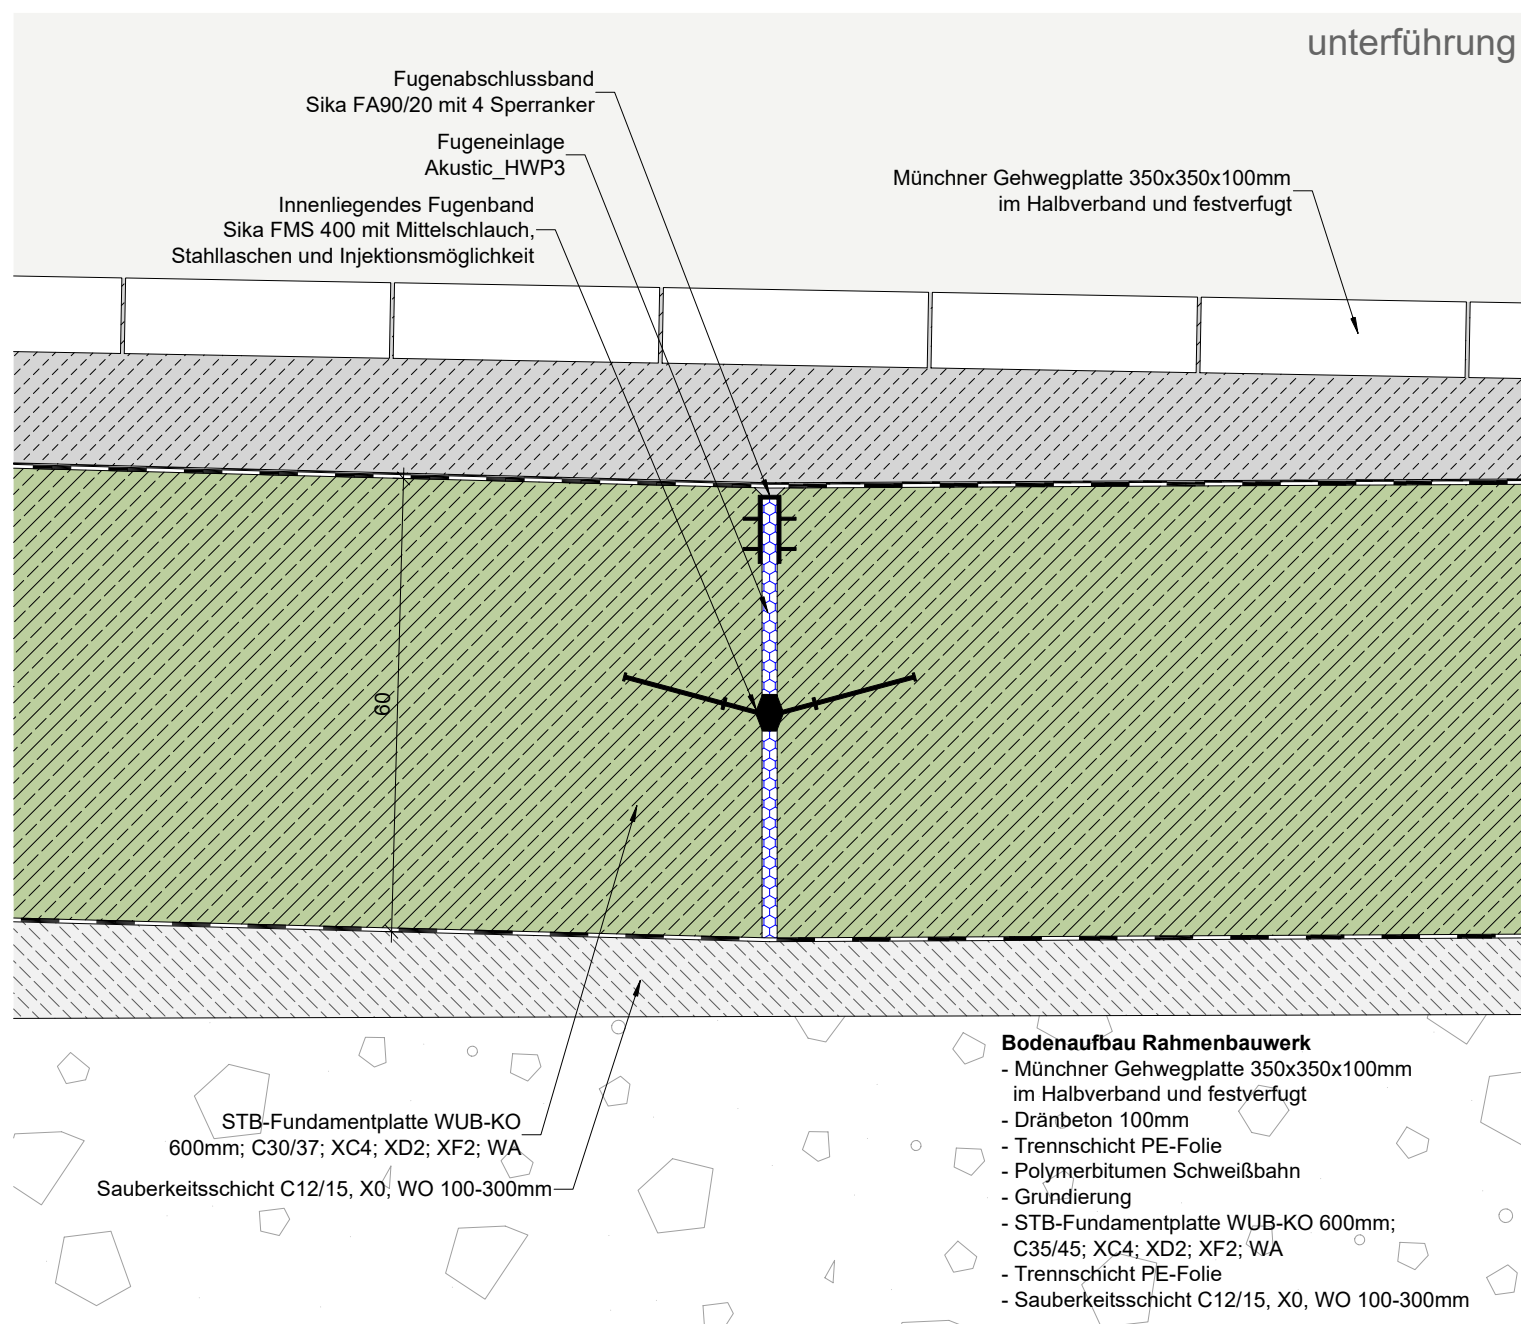 unterführung
Fugenabschlussband
Sika FA90/20 mit 4 Sperranker
Fugeneinlage
Akustic_HWP3
Innenliegendes Fugenband
Sika FMS 400 mit Mittelschlauch,
Stahllaschen und Injektionsmöglichkeit
Münchner Gehwegplatte 350x350x100mm
im Halbverband und festverfugt
60
STB-Fundamentplatte WUB-KO
600mm; C30/37; XC4; XD2; XF2; WA
Sauberkeitsschicht C12/15, X0, WO 100-300mm
Bodenaufbau Rahmenbauwerk
- Münchner Gehwegplatte 350x350x100mm
im Halbverband und festverfugt
- Dränbeton 100mm
- Trennschicht PE-Folie
- Polymerbitumen Schweißbahn
- Grundierung
- STB-Fundamentplatte WUB-KO 600mm;
C35/45; XC4; XD2; XF2; WA
- Trennschicht PE-Folie
- Sauberkeitsschicht C12/15, X0, WO 100-300mm